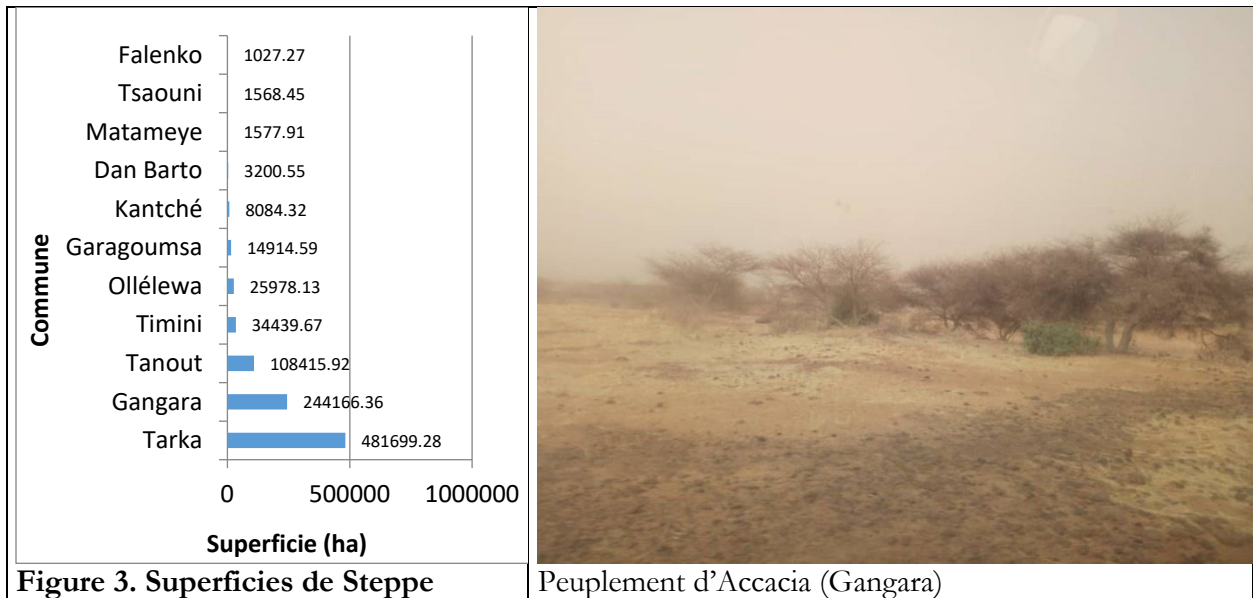 Falenko 1027.27
Tsaouni 1568.45
Matameye 1577.91
Dan Barto 3200.55
Kantché 8084.32
Garagoumsa 14914.59
Ollélewa 25978.13
Timini 34439.67
Tanout 108415.92
Gangara 244166.36
Tarka 481699.28
Commune
0 500000 1000000
Superficie (ha)
Figure 3. Superficies de Steppe
Peuplement d'Accacia (Gangara)